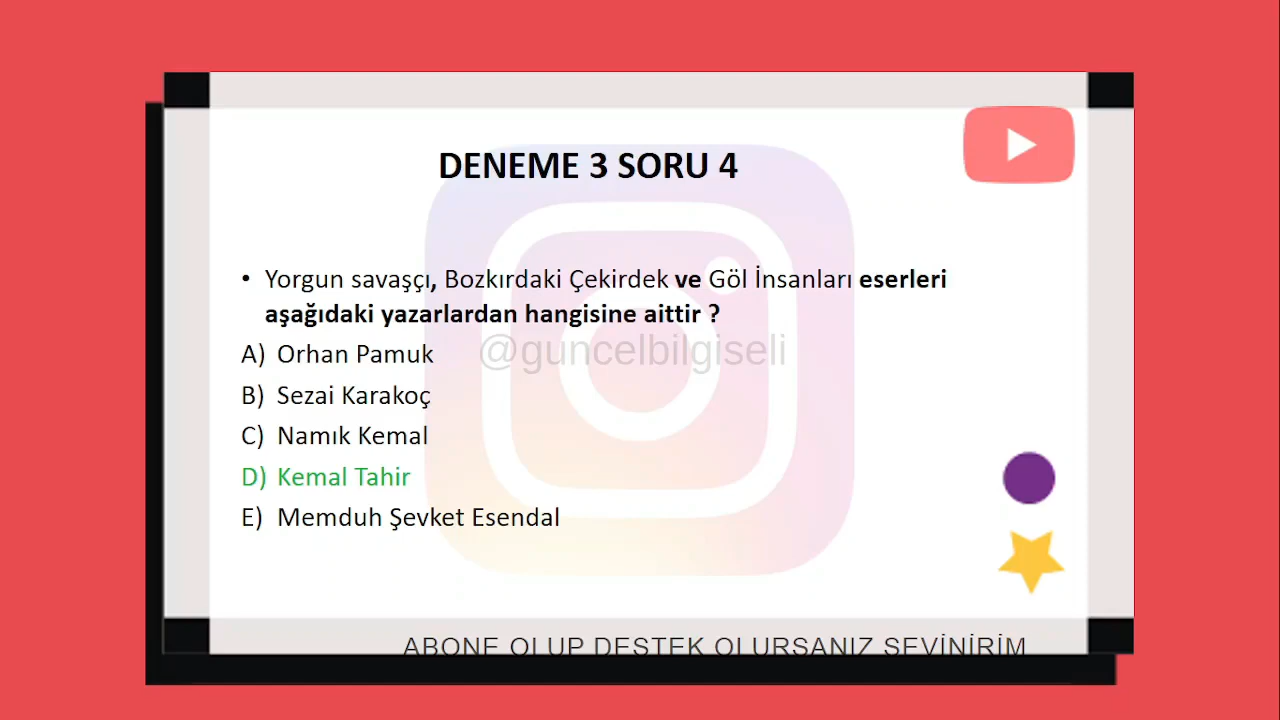 DENEME 3 SORU 4
• Yorgun savaşçı, Bozkırdaki Çekirdek ve Göl İnsanları eserleri
aşağıdaki yazarlardan hangisine aittir ?
A) Orhan Pamuk
@guncelbilgiseli
B) Sezai Karakoç
C) Namık Kemal
D) Kemal Tahir
E) Memduh Şevket Esendal
ABONE OLUP DESTEK OLURSANIZ SEVİNİRİM